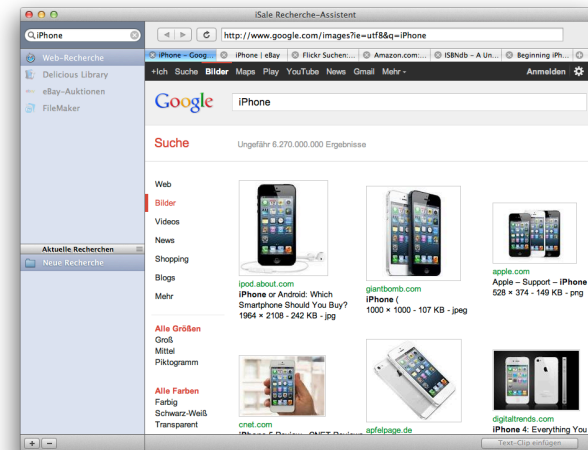 iSale Recherche-Assistent
iPhone
http://www.google.com/images?ie=utf8&q=iPhone
Web-Recherche
Delicious Library
eBay-Auktionen
FileMaker
iPhone – Goog
iPhone | eBay
Flickr Suchen:...
Amazon.com:...
ISBNdb – A Un...
Beginning iPh...
+Ich Suche Bilder Maps Play YouTube News Gmail Mehr
Anmelden
Google
iPhone
Suche
Ungefähr 6.270.000.000 Ergebnisse
Web
Bilder
Videos
News
Shopping
Blogs
Mehr
Alle Größen
Groß
Mittel
Piktogramm
Alle Farben
Farbig
Schwarz-Weiß
Transparent
ipod.about.com
iPhone or Android: Which
Smartphone Should You Buy?
1964 × 2108 - 242 KB - jpg
giantbomb.com
iPhone (
1000 × 1000 - 107 KB - jpeg
apple.com
Apple – Support – iPhone
528 × 374 - 149 KB - png
cnet.com
iPhone 5 Review - CNET Reviews
apfelpage.de
digitaltrends.com
iPhone 4: Everything You
Aktuelle Recherchen
Neue Recherche
Text-Clip einfügen